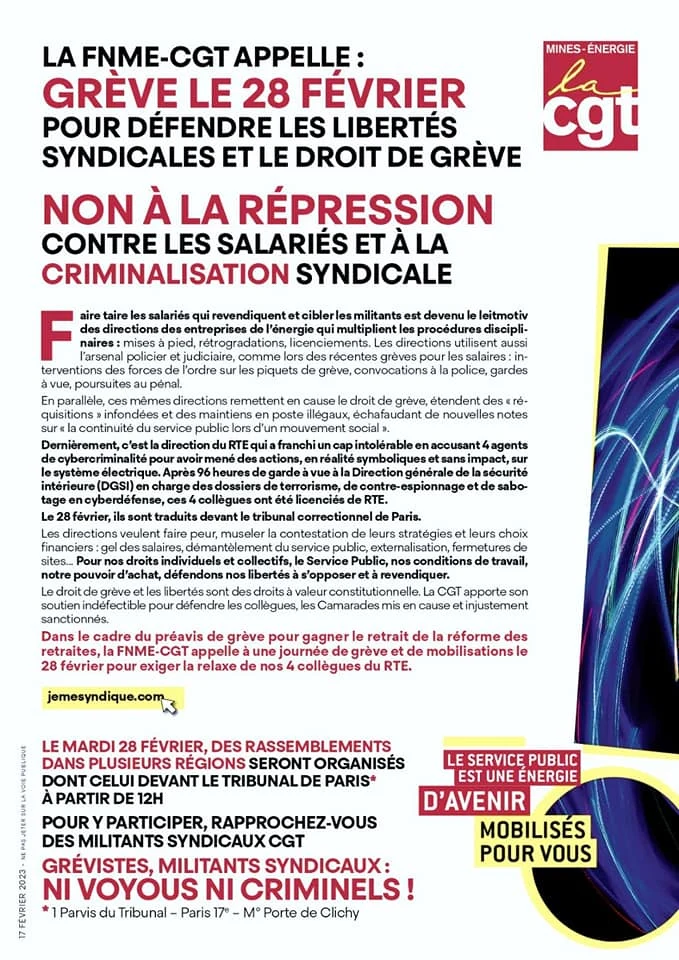 LA FNME-CGT APPELLE :
GRÈVE LE 28 FÉVRIER
POUR DÉFENDRE LES LIBERTÉS
SYNDICALES ET LE DROIT DE GRÈVE
MINES-ÉNERGIE
la
cgt
NON À LA RÉPRESSION
CONTRE LES SALARIÉS ET À LA
CRIMINALISATION SYNDICALE
Faire taire les salariés qui revendiquent et cibler les militants est devenu le leitmotiv
des directions des entreprises de l’énergie qui multiplient les procédures discipli-
naires : mises à pied, rétrogradations, licenciements. Les directions utilisent aussi
l’arsenal policier et judiciaire, comme lors des récentes grèves pour les salaires : in-
terventions des forces de l’ordre sur les piquets de grève, convocations à la police, gardes
à vue, poursuites au pénal.
En parallèle, ces mêmes directions remettent en cause le droit de grève, étendent des « ré-
quisitions » infondées et des maintiens en poste illégaux, échafaudant de nouvelles notes
sur « la continuité du service public lors d’un mouvement social ».
Dernièrement, c’est la direction du RTE qui a franchi un cap intolérable en accusant 4 agents
de cybercriminalité pour avoir mené des actions, en réalité symboliques et sans impact, sur
le système électrique. Après 96 heures de garde à vue à la Direction générale de la sécurité
intérieure (DGSI) en charge des dossiers de terrorisme, de contre-espionnage et de sabo-
tage en cyberdéfense, ces 4 collègues ont été licenciés de RTE.
Le 28 février, ils sont traduits devant le tribunal correctionnel de Paris.
Les directions veulent faire peur, museler la contestation de leurs stratégies et leurs choix
financiers : gel des salaires, démantèlement du service public, externalisation, fermetures de
sites... Pour nos droits individuels et collectifs, le Service Public, nos conditions de travail,
notre pouvoir d’achat, défendons nos libertés à s’opposer et à revendiquer.
Le droit de grève et les libertés sont des droits à valeur constitutionnelle. La CGT apporte son
soutien indéfectible pour défendre les collègues, les Camarades mis en cause et injustement
sanctionnés.
Dans le cadre du préavis de grève pour gagner le retrait de la réforme des
retraites, la FNME-CGT appelle à une journée de grève et de mobilisations le
28 février pour exiger la relaxe de nos 4 collègues du RTE.
jemesyndique.com
LE MARDI 28 FÉVRIER, DES RASSEMBLEMENTS
DANS PLUSIEURS RÉGIONS SERONT ORGANISÉS
DONT CELUI DEVANT LE TRIBUNAL DE PARIS*
À PARTIR DE 12H
POUR Y PARTICIPER, RAPPROCHEZ-VOUS
DES MILITANTS SYNDICAUX CGT
GRÉVISTES, MILITANTS SYNDICAUX :
NI VOYOUS NI CRIMINELS !
* 1 Parvis du Tribunal – Paris 17e – M° Porte de Clichy
LE SERVICE PUBLIC
EST UNE ÉNERGIE
D’AVENIR
MOBILISÉS
POUR VOUS
17 FÉVRIER 2023 - NE PAS JETER SUR LA VOIE PUBLIQUE